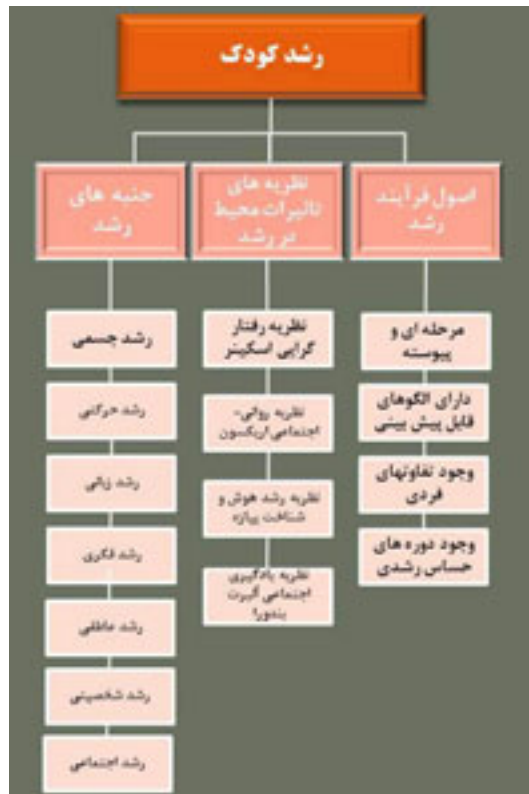 رشد کودک
اصول فرآیند
رشد
نظریه های
تاثیرات محیط
در رشد
جنبه های
رشد
مرحله ای و
پیوسته
دارای الگوهای
قابل پیش بینی
وجود تفاوتهای
فردی
وجود دوره های
حساس رشدی
نظریه رفتار
گرایی اسکینر
نظریه روانی-
اجتماعی اریکسون
نظریه رشد هوش و
شناخت پیاژه
نظریه یادگیری
اجتماعی آلبرت
بندورا
رشد جسمی
رشد حرکتی
رشد زبانی
رشد فکری
رشد عاطفی
رشد شخصیتی
رشد اجتماعی